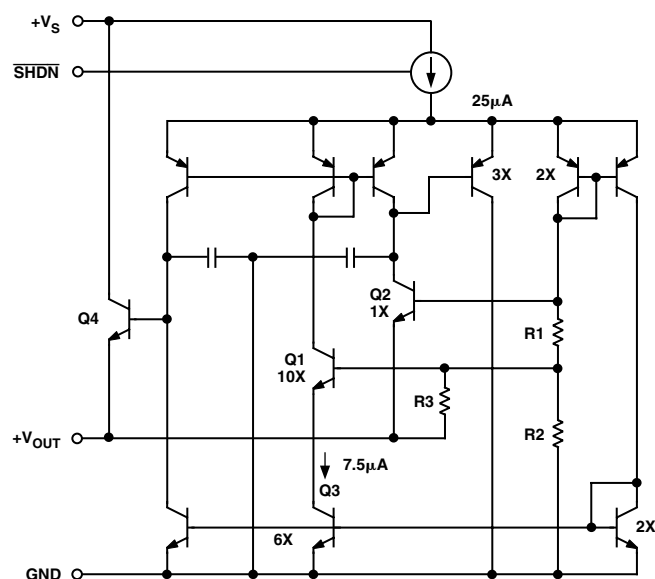 +VS
SHDN
25μA
3X
2X
Q2
1X
Q4
R1
Q1
10X
R3
R2
+VOUT
7.5μA
Q3
6X
2X
GND